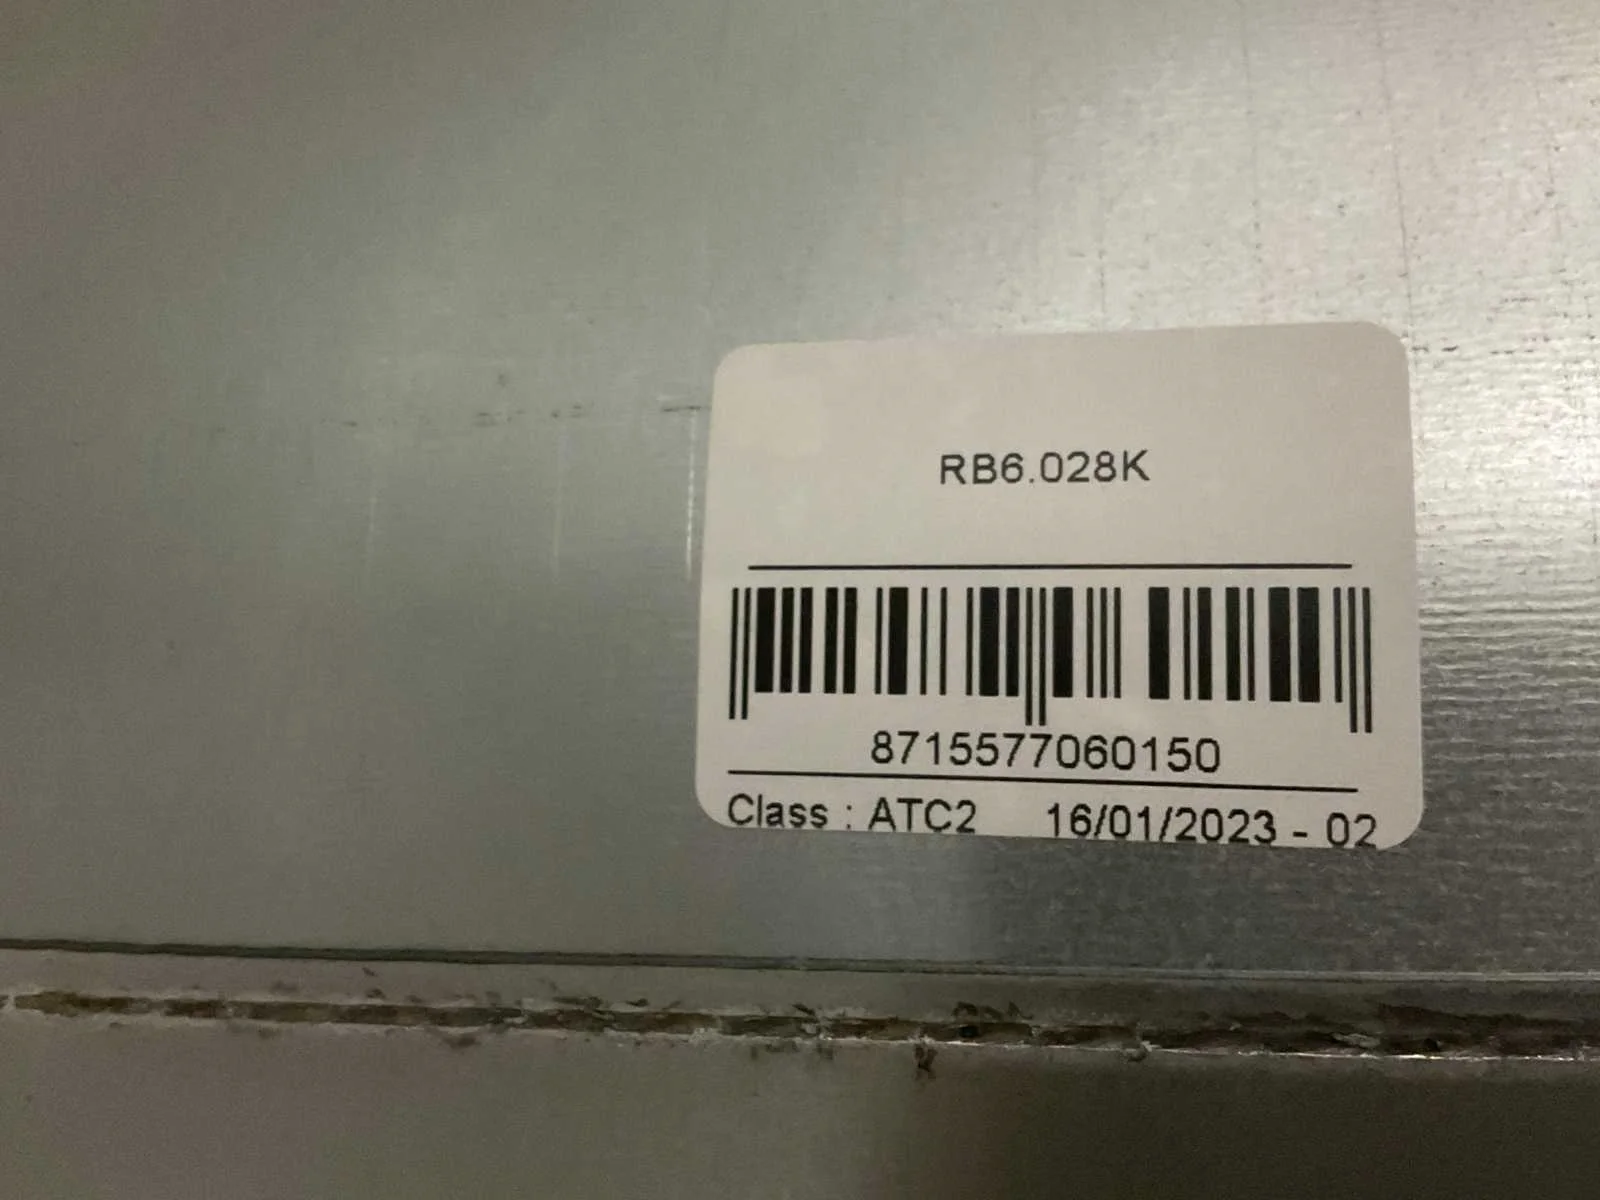 RB6.028K
8715577060150
Class : ATC2 16/01/2023 - 02